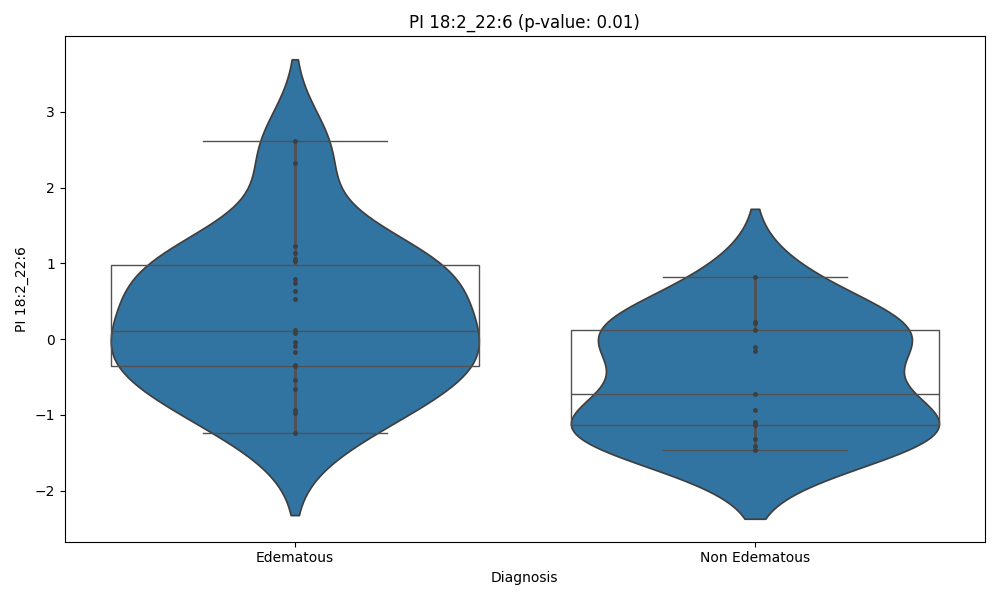 PI 18:2_22:6 (p-value: 0.01)
PI 18:2_22:6
3
2
1
0
−1
−2
Edematous
Non Edematous
Diagnosis